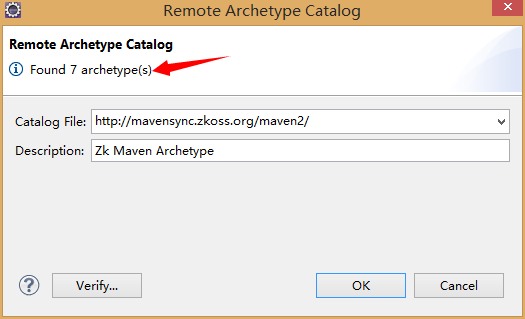 Remote Archetype Catalog
Remote Archetype Catalog
Found 7 archetype(s)
Catalog File: http://mavensync.zkoss.org/maven2/
Description: Zk Maven Archetype
? Verify... OK Cancel